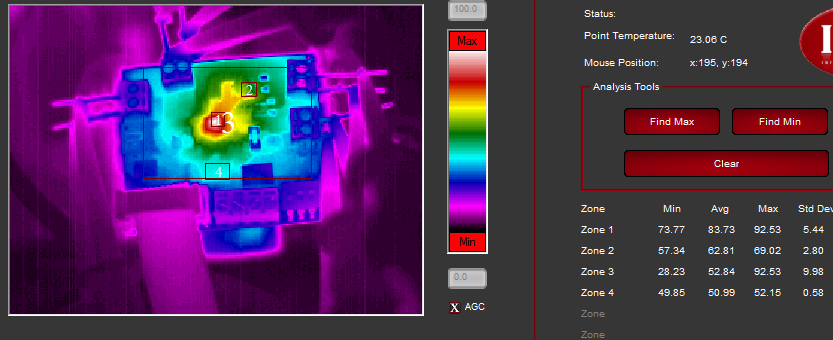 100.0
Max
Min
0.0
X AGC
2
1
3
4
Status:
Point Temperature: 23.06 C
Mouse Position: x:195, y:194
Analysis Tools
Find Max Find Min
Clear
Zone Min Avg Max Std Dev
Zone 1 73.77 83.73 92.53 5.44
Zone 2 57.34 62.81 69.02 2.80
Zone 3 28.23 52.84 92.53 9.98
Zone 4 49.85 50.99 52.15 0.58
Zone
Zone